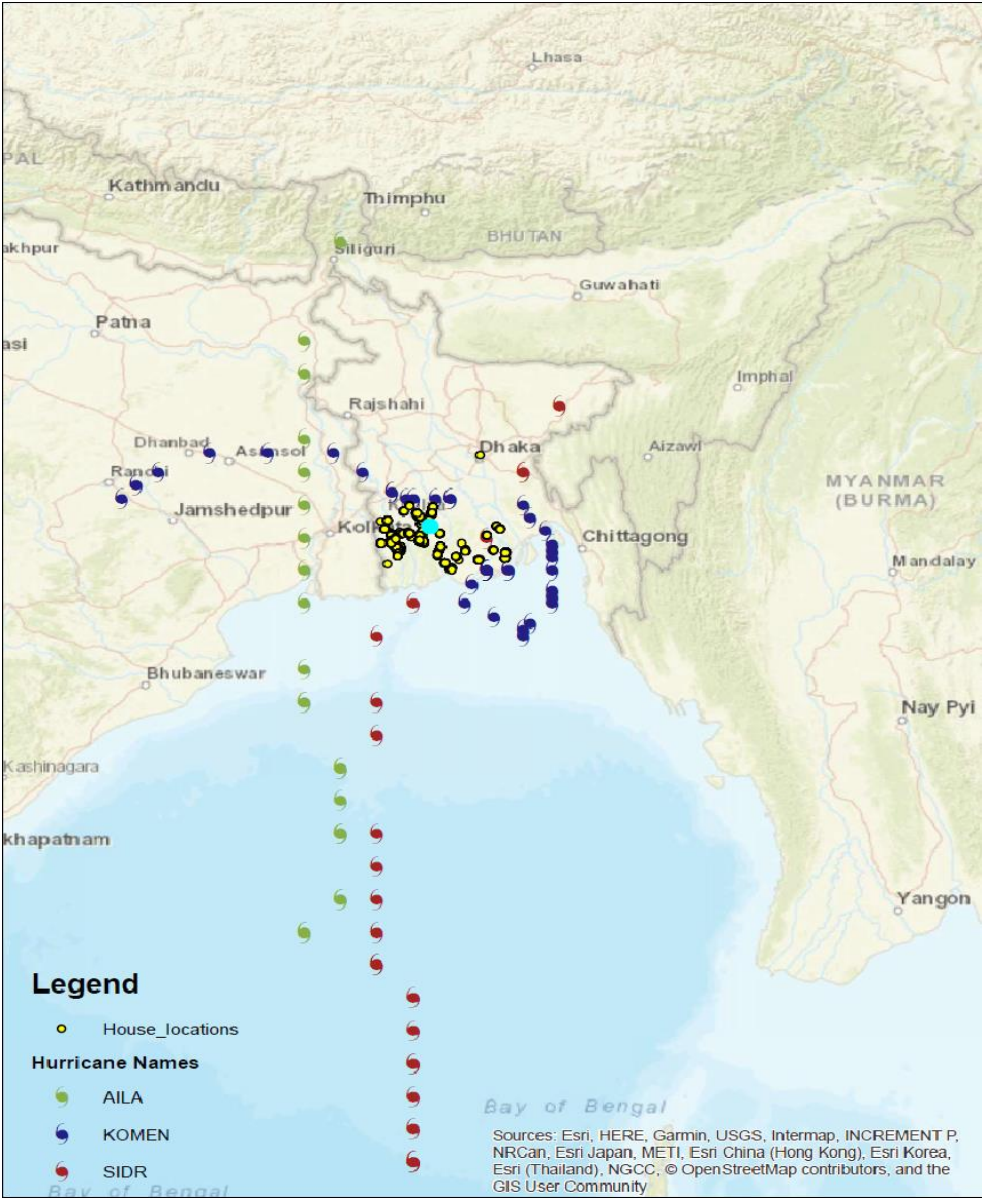 Lhasa
PAL
Kathmandu
Thimphu
BHUTAN
akhpur
Siliguri
Guwahati
Patna
asi
Imphal
Rajshahi
Dhanbad
Asansol
Dhaka
Aizawl
Ranchi
MYANMAR
(BURMA)
Jamshedpur
Kolkata
Chittagong
Mandalay
Bhubaneswar
Nay Pyi
Kashinagara
khapatnam
Yangon
Legend
House_locations
Hurricane Names
AILA
KOMEN
SIDR
Bay of Bengal
Bay of Bengal
Sources: Esri, HERE, Garmin, USGS, Intermap, INCREMENT P,
NRCan, Esri Japan, METI, Esri China (Hong Kong), Esri Korea,
Esri (Thailand), NGCC, © OpenStreetMap contributors, and the
GIS User Community